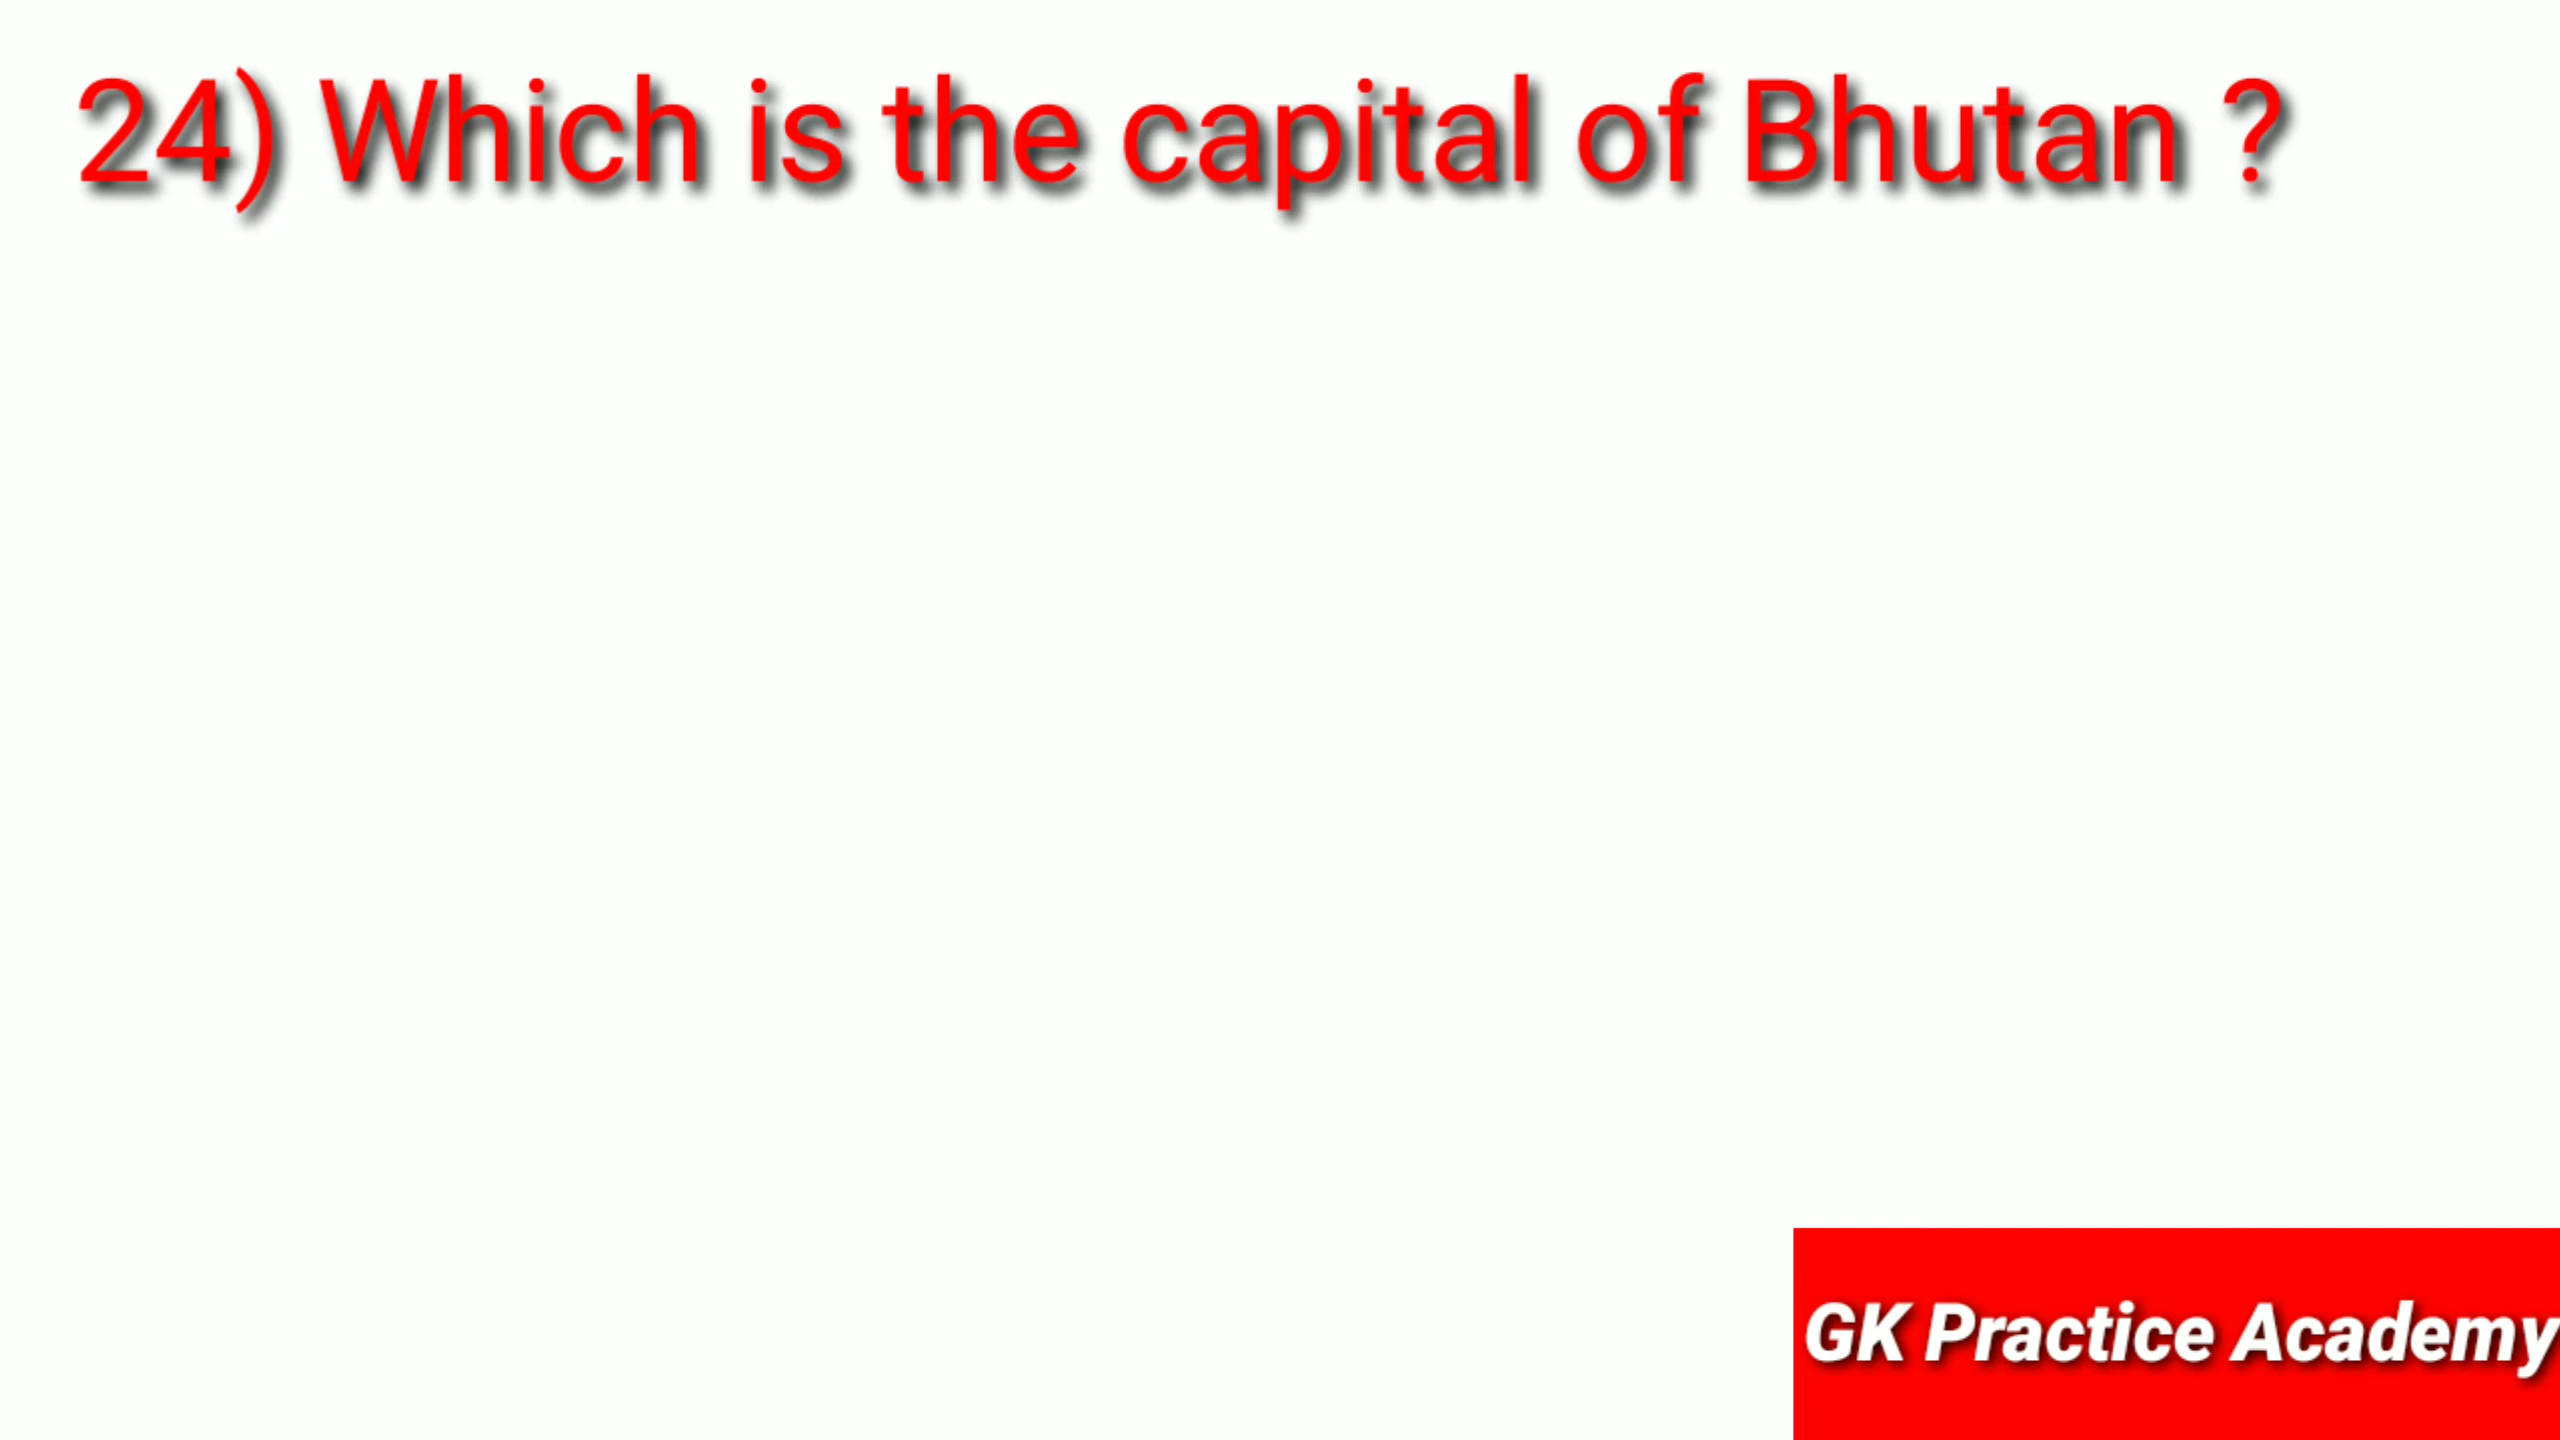 24) Which is the capital of Bhutan ?
GK Practice Academy